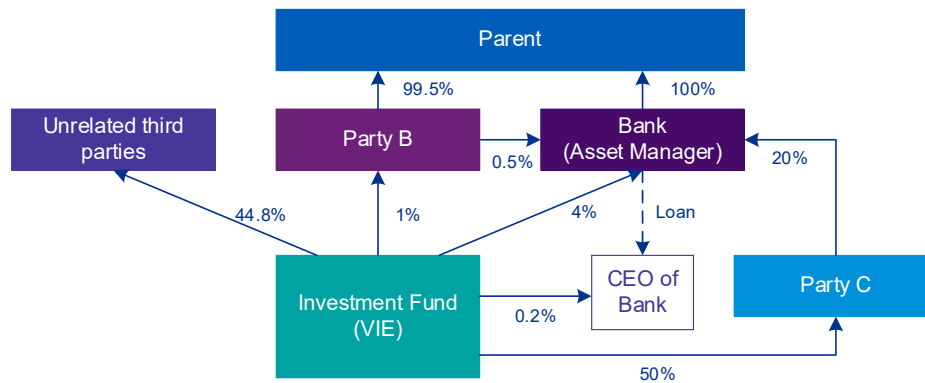 Parent
99.5%
100%
Unrelated third
parties
Party B
0.5%
Bank
(Asset Manager)
20%
44.8%
1%
4%
Loan
Investment Fund
(VIE)
0.2%
CEO of
Bank
Party C
50%